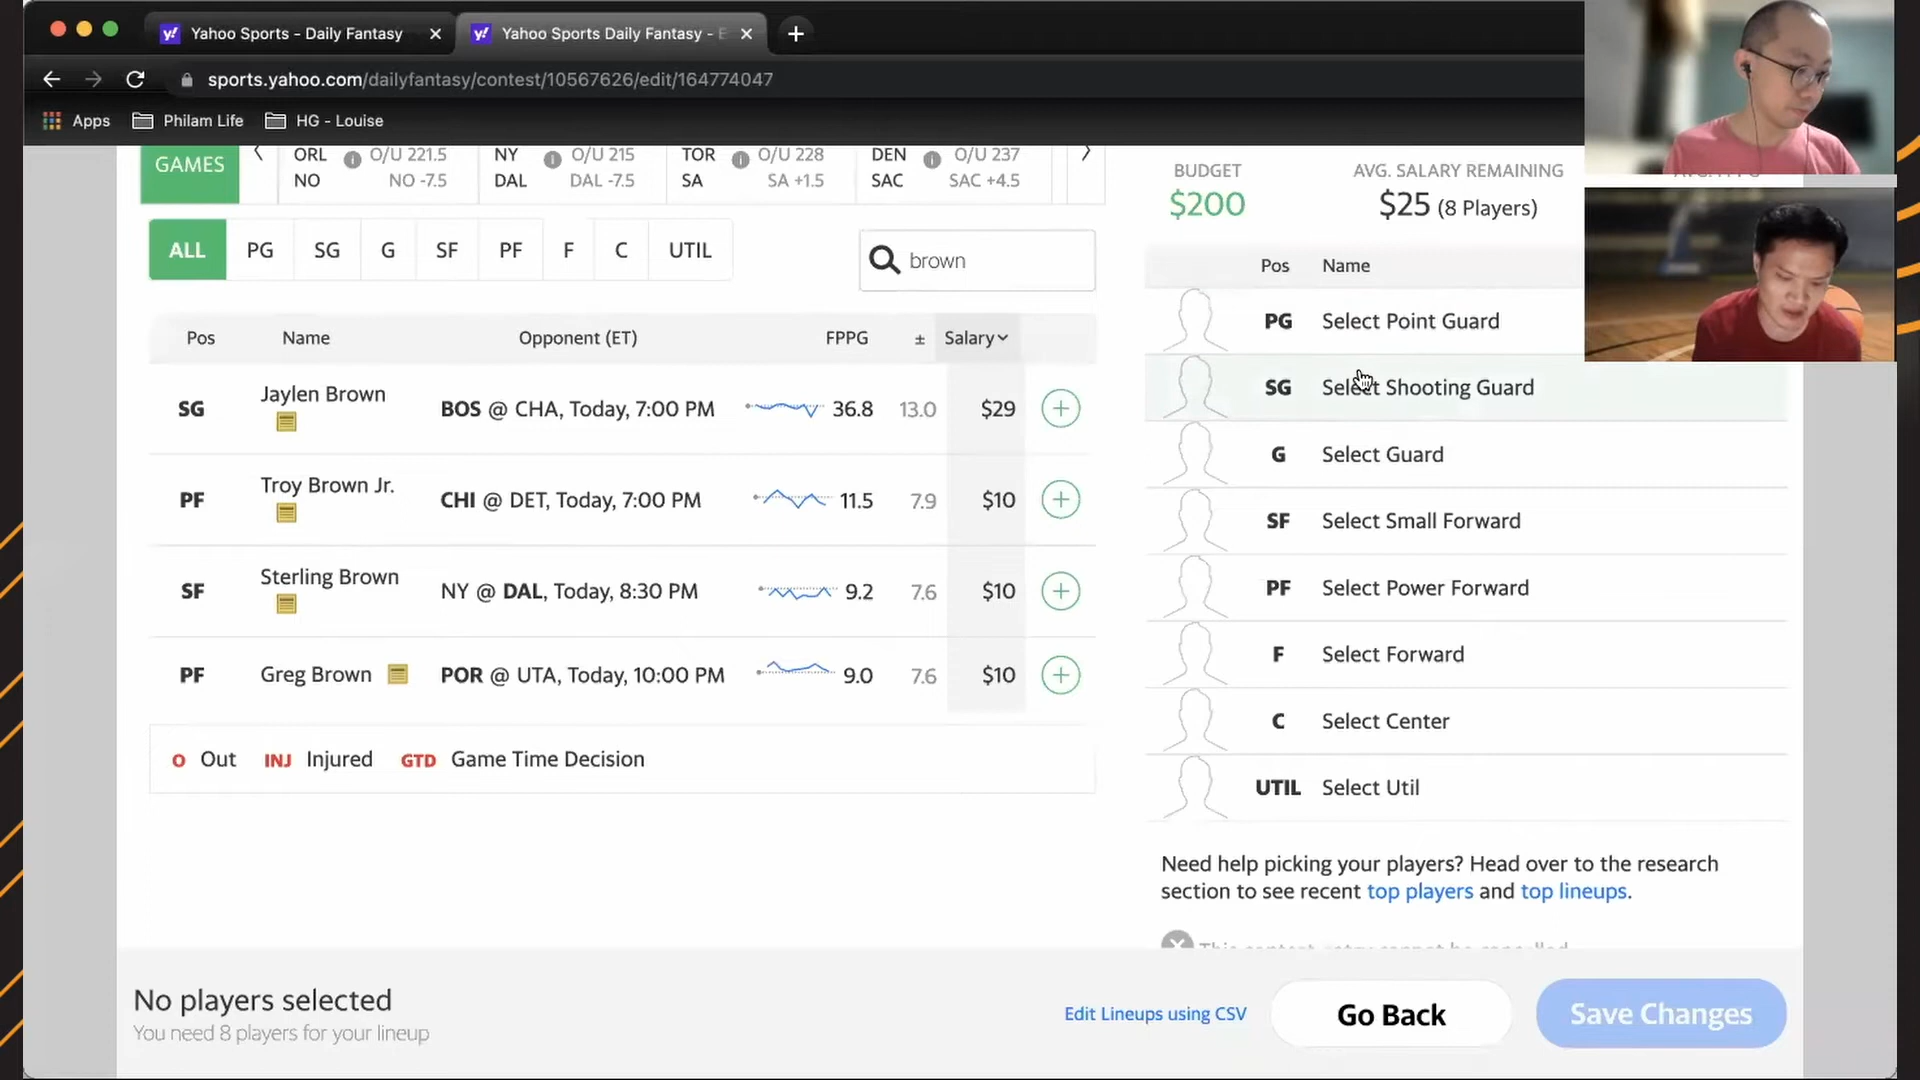 Yahoo Sports - Daily Fantasy
Yahoo Sports Daily Fantasy - E
sports.yahoo.com/dailyfantasy/contest/10567626/edit/164774047
Apps Philam Life HG - Louise
GAMES
ORL O/U 221.5
NO NO -7.5
NY O/U 215
DAL DAL -7.5
TOR O/U 228
SA SA +1.5
DEN O/U 237
SAC SAC +4.5
BUDGET
$200
AVG. SALARY REMAINING
$25 (8 Players)
ALL PG SG G SF PF F C UTIL
brown
Pos Name Opponent (ET) FPPG ± Salary
SG Jaylen Brown BOS @ CHA, Today, 7:00 PM 36.8 13.0 $29
PF Troy Brown Jr. CHI @ DET, Today, 7:00 PM 11.5 7.9 $10
SF Sterling Brown NY @ DAL, Today, 8:30 PM 9.2 7.6 $10
PF Greg Brown POR @ UTA, Today, 10:00 PM 9.0 7.6 $10
O Out INJ Injured GTD Game Time Decision
Pos Name
PG Select Point Guard
SG Select Shooting Guard
G Select Guard
SF Select Small Forward
PF Select Power Forward
F Select Forward
C Select Center
UTIL Select Util
Need help picking your players? Head over to the research
section to see recent top players and top lineups.
This contest entry cannot be cancelled
No players selected
You need 8 players for your lineup
Edit Lineups using CSV
Go Back
Save Changes